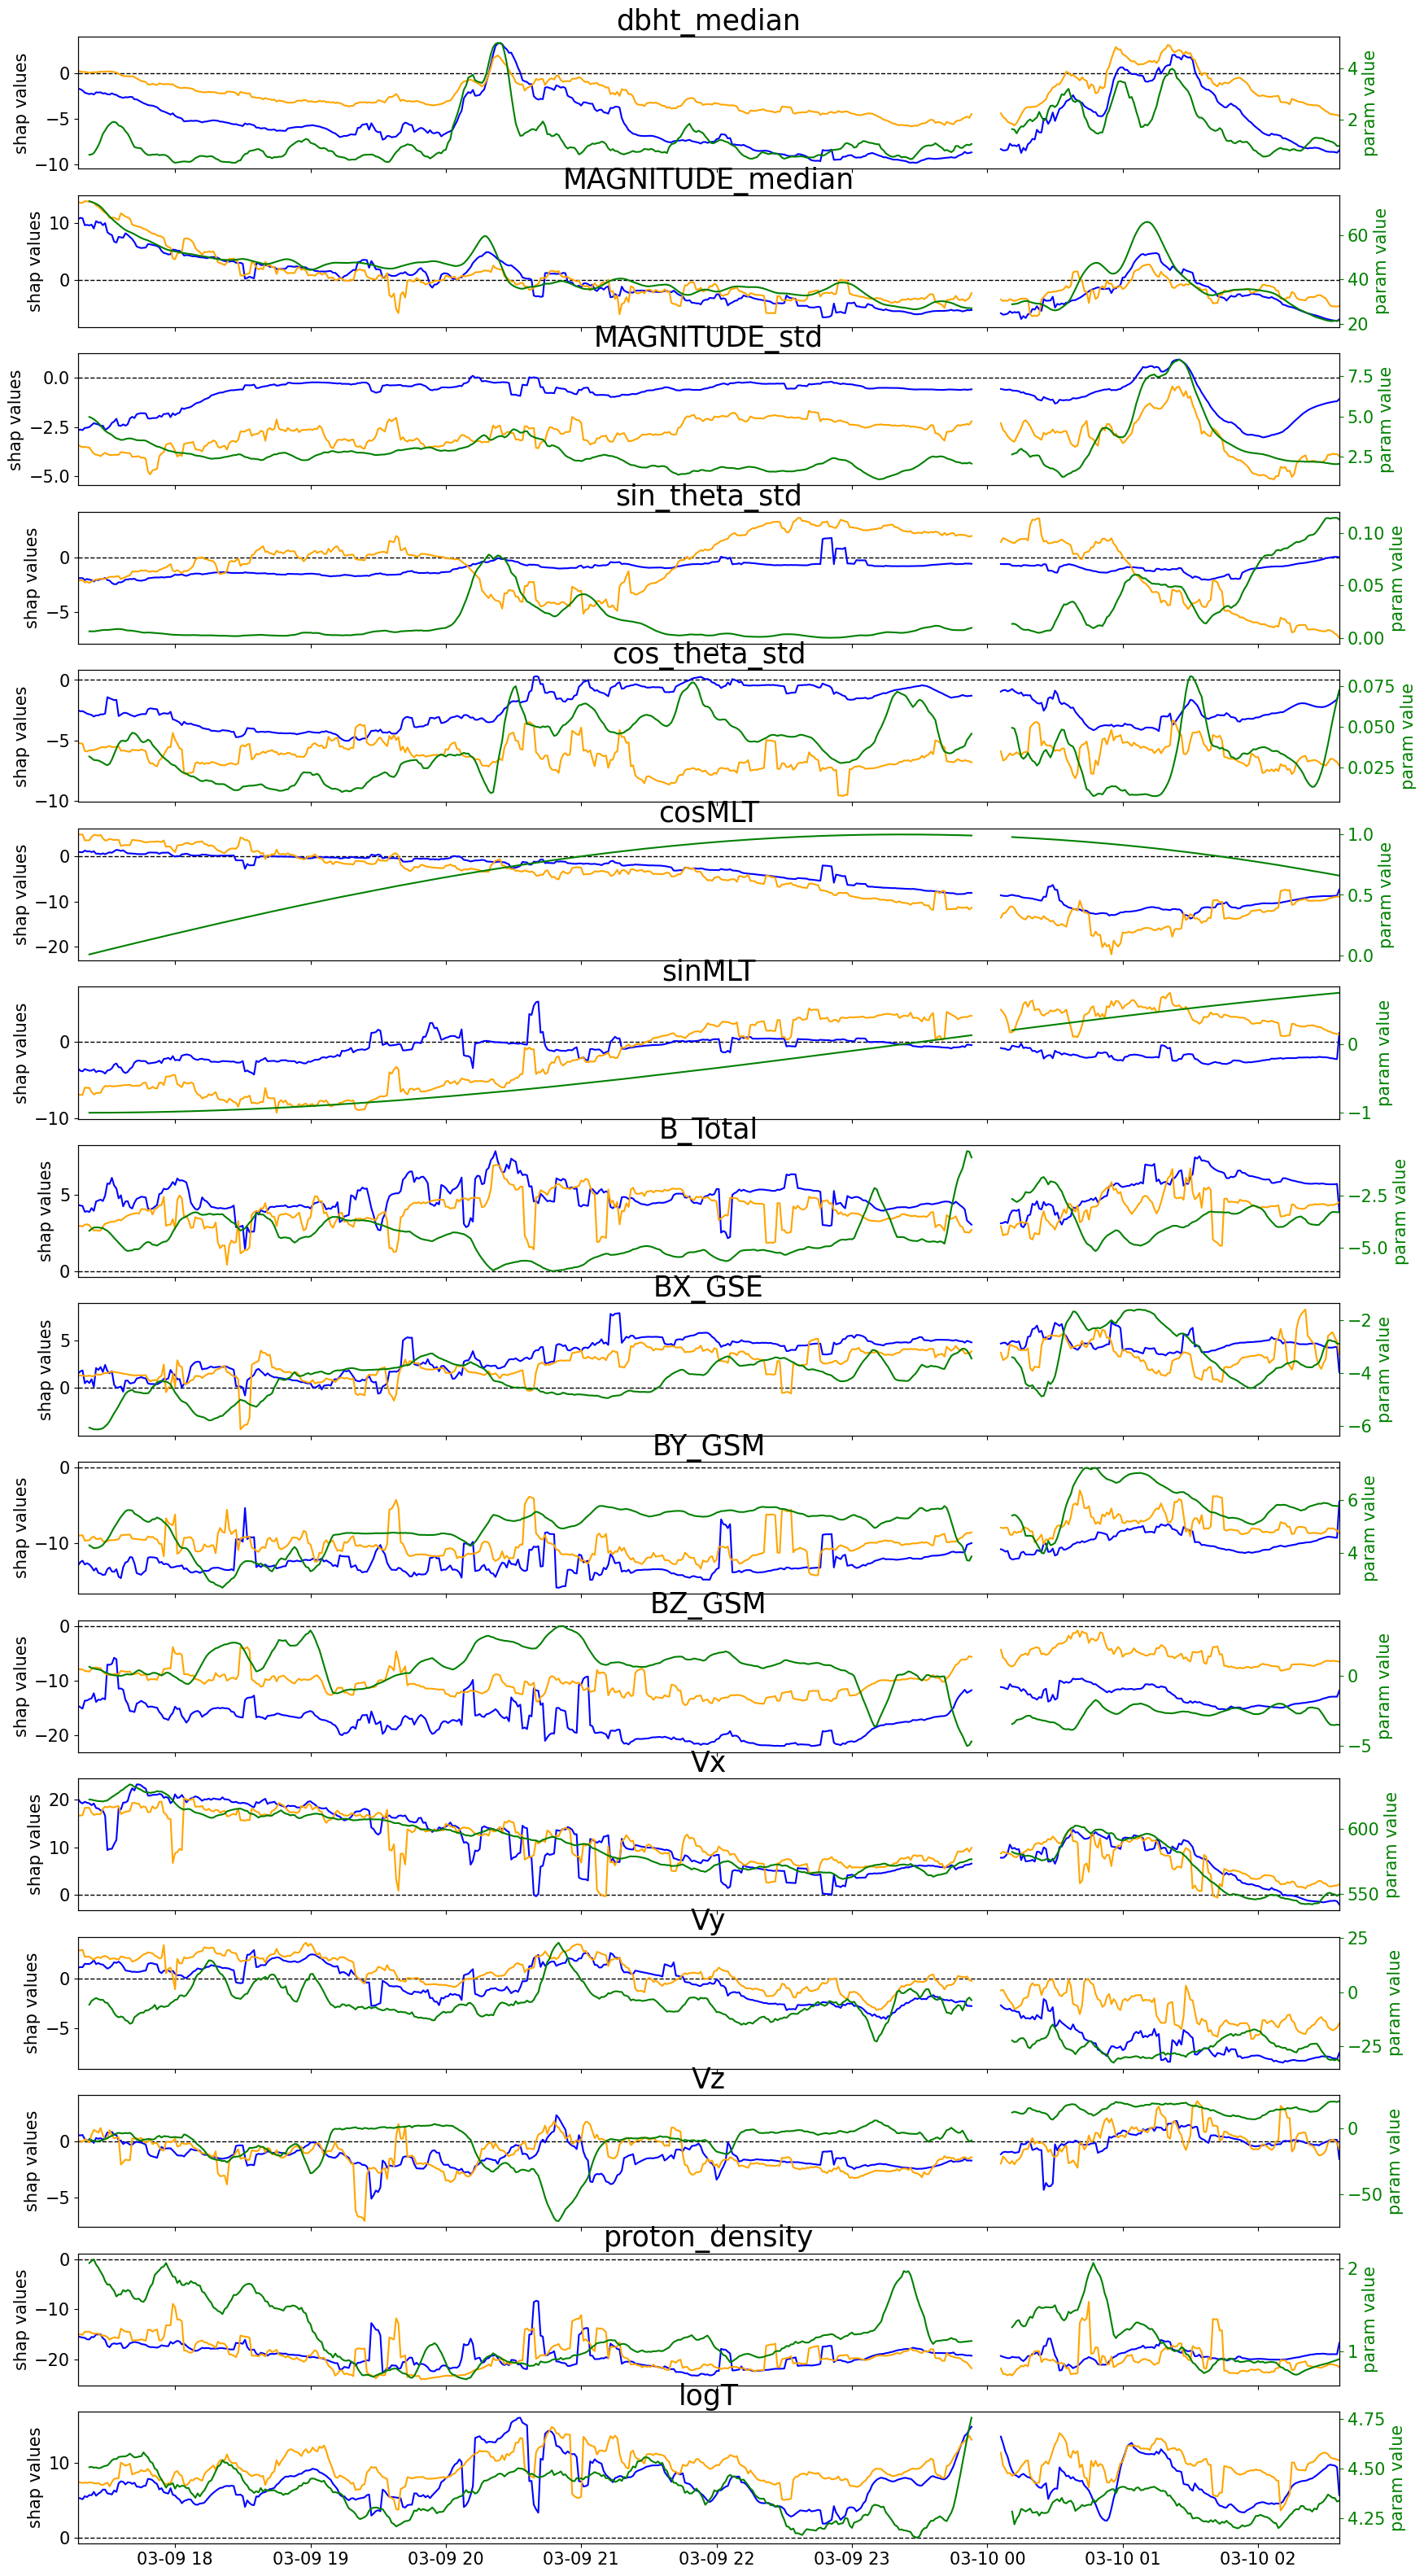 dbht_median
shap values
0
−5
−10
4
2
param value
MAGNITUDE_median
shap values
10
0
60
40
20
param value
MAGNITUDE_std
shap values
0.0
−2.5
−5.0
7.5
5.0
2.5
param value
sin_theta_std
shap values
0
−5
0.10
0.05
0.00
param value
cos_theta_std
shap values
0
−5
−10
0.075
0.050
0.025
param value
cosMLT
shap values
0
−10
−20
1.0
0.5
0.0
param value
sinMLT
shap values
0
−10
0
−1
param value
B_Total
shap values
5
0
−2.5
−5.0
param value
BX_GSE
shap values
5
0
−2
−4
−6
param value
BY_GSM
shap values
0
−10
6
4
param value
BZ_GSM
shap values
0
−10
−20
0
−5
param value
Vx
shap values
20
10
0
600
550
param value
Vy
shap values
0
−5
25
0
−25
param value
Vz
shap values
0
−5
0
−50
param value
proton_density
shap values
0
−10
−20
2
1
param value
logT
shap values
10
0
4.75
4.50
4.25
param value
03-09 18 03-09 19 03-09 20 03-09 21 03-09 22 03-09 23 03-10 00 03-10 01 03-10 02